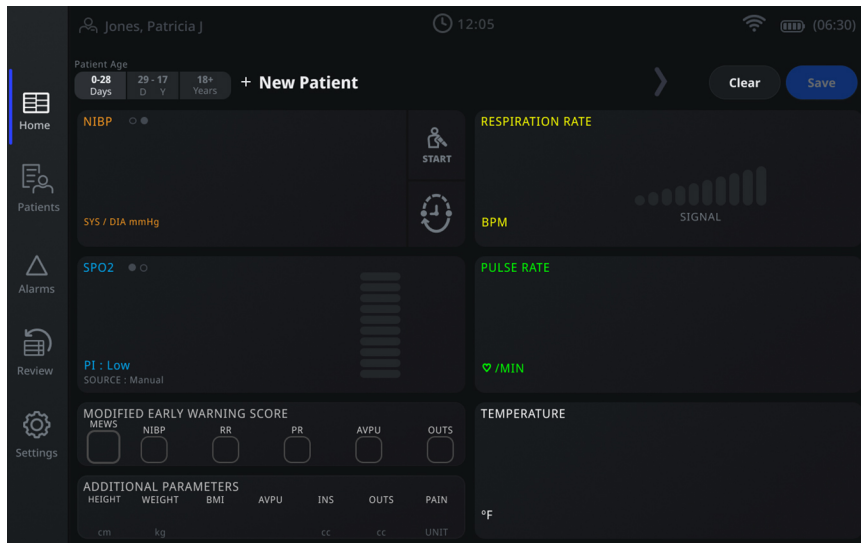 Jones, Patricia J
12:05
(06:30)
Patient Age
0-28 Days
29 - 17 D Y
18+ Years
+ New Patient
Clear
Save
Home
Patients
Alarms
Review
Settings
NIBP
START
SYS / DIA mmHg
RESPIRATION RATE
SIGNAL
BPM
SPO2
PI : Low
SOURCE : Manual
PULSE RATE
/MIN
MODIFIED EARLY WARNING SCORE
MEWS NIBP RR PR AVPU OUTS
ADDITIONAL PARAMETERS
HEIGHT WEIGHT BMI AVPU INS OUTS PAIN
cm kg cc cc UNIT
TEMPERATURE
°F